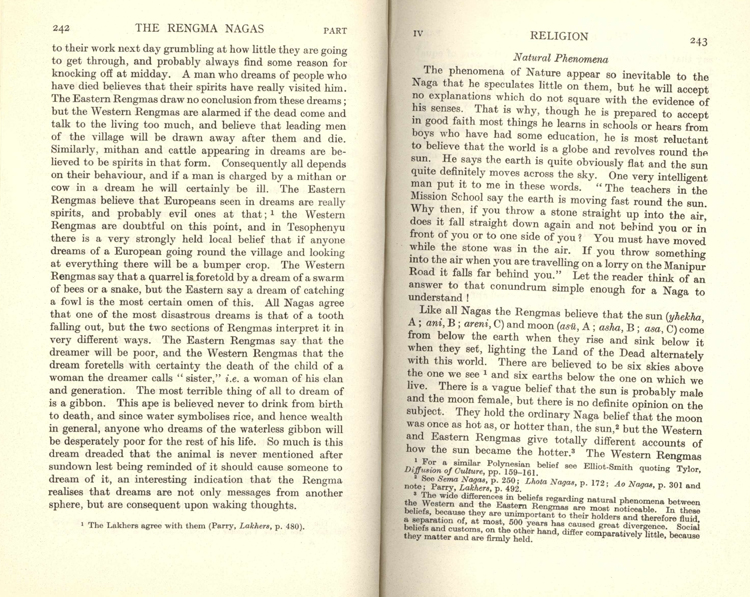 242 THE RENGMA NAGAS PART
to their work next day grumbling at how little they are going
to get through, and probably always find some reason for
knocking off at midday. A man who dreams of people who
have died believes that their spirits have really visited him.
The Eastern Rengmas draw no conclusion from these dreams;
but the Western Rengmas are alarmed if the dead come and
talk to the living too much, and believe that leading men
of the village will be drawn away after them and die.
Similarly, mithan and cattle appearing in dreams are be-
lieved to be spirits in that form. Consequently all depends
on their behaviour, and if a man is charged by a mithan or
cow in a dream he will certainly be ill. The Eastern
Rengmas believe that Europeans seen in dreams are really
spirits, and probably evil ones at that; ¹ the Western
Rengmas are doubtful on this point, and in Tesophenyu
there is a very strongly held local belief that if anyone
dreams of a European going round the village and looking
at everything there will be a bumper crop. The Western
Rengmas say that a quarrel is foretold by a dream of a swarm
of bees or a snake, but the Eastern say a dream of catching
a fowl is the most certain omen of this. All Nagas agree
that one of the most disastrous dreams is that of a tooth
falling out, but the two sections of Rengmas interpret it in
very different ways. The Eastern Rengmas say that the
dreamer will be poor, and the Western Rengmas that the
dream foretells with certainty the death of the child of a
woman the dreamer calls "sister," i.e. a woman of his clan
and generation. The most terrible thing of all to dream of
is a gibbon. This ape is believed never to drink from birth
to death, and since water symbolises rice, and hence wealth
in general, anyone who dreams of the waterless gibbon will
be desperately poor for the rest of his life. So much is this
dream dreaded that the animal is never mentioned after
sundown lest being reminded of it should cause someone to
dream of it, an interesting indication that the Rengma
realises that dreams are not only messages from another
sphere, but are consequent upon waking thoughts.
¹ The Lakhers agree with them (Parry, Lakhers, p. 480).
IV RELIGION 243
Natural Phenomena
The phenomena of Nature appear so inevitable to the
Naga that he speculates little on them, but he will accept
no explanations which do not square with the evidence of
his senses. That is why, though he is prepared to accept
in good faith most things he learns in schools or hears from
boys who have had some education, he is most reluctant
to believe that the world is a globe and revolves round the
sun. He says the earth is quite obviously flat and the sun
quite definitely moves across the sky. One very intelligent
man put it to me in these words. "The teachers in the
Mission School say the earth is moving fast round the sun.
Why then, if you throw a stone straight up into the air,
does it fall straight down again and not behind you or in
front of you or to one side of you? You must have moved
while the stone was in the air. If you throw something
into the air when you are travelling on a lorry on the Manipur
Road it falls far behind you." Let the reader think of an
answer to that conundrum simple enough for a Naga to
understand!
Like all Nagas the Rengmas believe that the sun (yhekha,
A; ani, B; areni, C) and moon (asü, A; asha, B; asa, C) come
from below the earth when they rise and sink below it
when they set, lighting the Land of the Dead alternately
with this world. There are believed to be six skies above
the one we see ¹ and six earths below the one on which we
live. There is a vague belief that the sun is probably male
and the moon female, but there is no definite opinion on the
subject. They hold the ordinary Naga belief that the moon
was once as hot as, or hotter than, the sun,² but the Western
and Eastern Rengmas give totally different accounts of
how the sun became the hotter.³ The Western Rengmas
¹ For a similar Polynesian belief see Elliot-Smith quoting Tylor,
Diffusion of Culture, pp. 159–161.
² See Sema Nagas, p. 250; Lhota Nagas, p. 172; Ao Nagas, p. 301 and
note; Parry, Lakhers, p. 492.
³ The wide differences in beliefs regarding natural phenomena between
the Western and the Eastern Rengmas are most noticeable. In these
beliefs, because they are unimportant to their holders and therefore fluid,
a separation of, at most, 500 years has caused great divergence. Social
beliefs and customs, on the other hand, differ comparatively little, because
they matter and are firmly held.